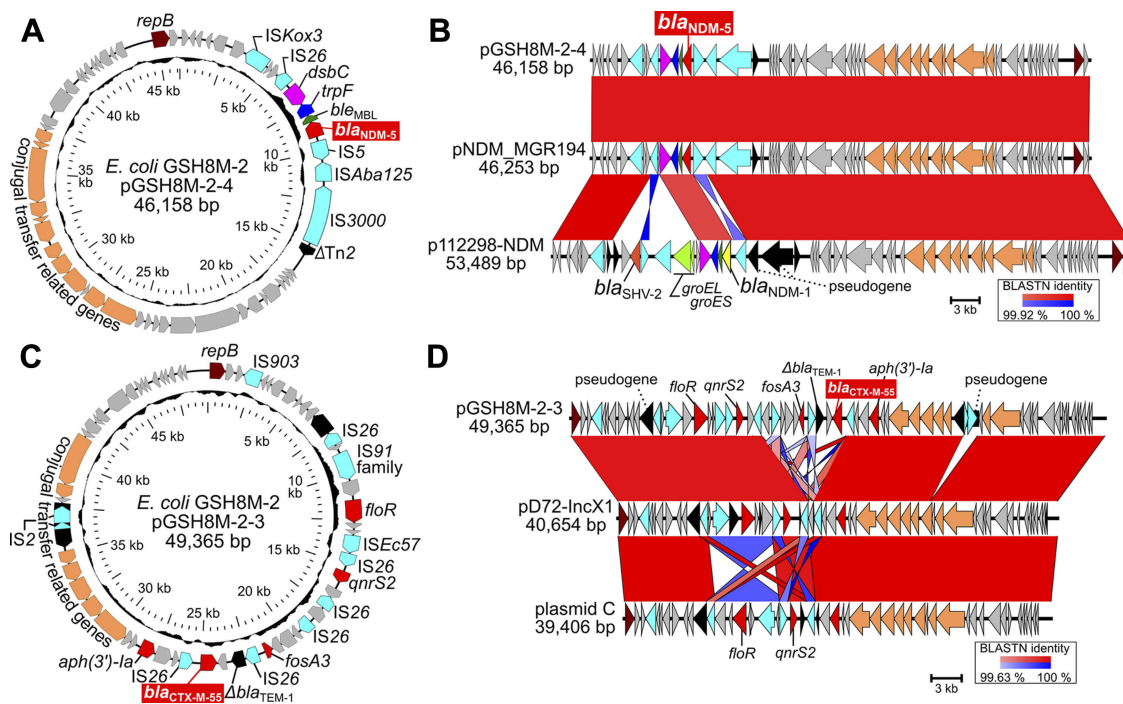 A
repB
ISKox3
IS26
dsbC
trpF
bleMBL
blaNDM-5
IS5
ISAba125
IS3000
ΔTn2
conjugal transfer related genes
45 kb
5 kb
10 kb
15 kb
20 kb
25 kb
30 kb
35 kb
40 kb
E. coli GSH8M-2
pGSH8M-2-4
46,158 bp
B
blaNDM-5
pGSH8M-2-4
46,158 bp
pNDM_MGR194
46,253 bp
p112298-NDM
53,489 bp
blaSHV-2
groEL
groES
blaNDM-1
pseudogene
3 kb
BLASTN identity
99.92 % 100 %
C
repB
IS903
IS26
IS91
family
floR
ISEc57
IS26
qnrS2
IS26
IS26
fosA3
IS26
ΔblaTEM-1
blaCTX-M-55
IS26
aph(3')-Ia
conjugal transfer related genes
IS2
45 kb
5 kb
10 kb
15 kb
20 kb
25 kb
30 kb
35 kb
40 kb
E. coli GSH8M-2
pGSH8M-2-3
49,365 bp
D
pseudogene
floR
qnrS2
fosA3
ΔblaTEM-1
blaCTX-M-55
aph(3')-Ia
pseudogene
pGSH8M-2-3
49,365 bp
pD72-IncX1
40,654 bp
plasmid C
39,406 bp
floR
qnrS2
3 kb
BLASTN identity
99.63 % 100 %